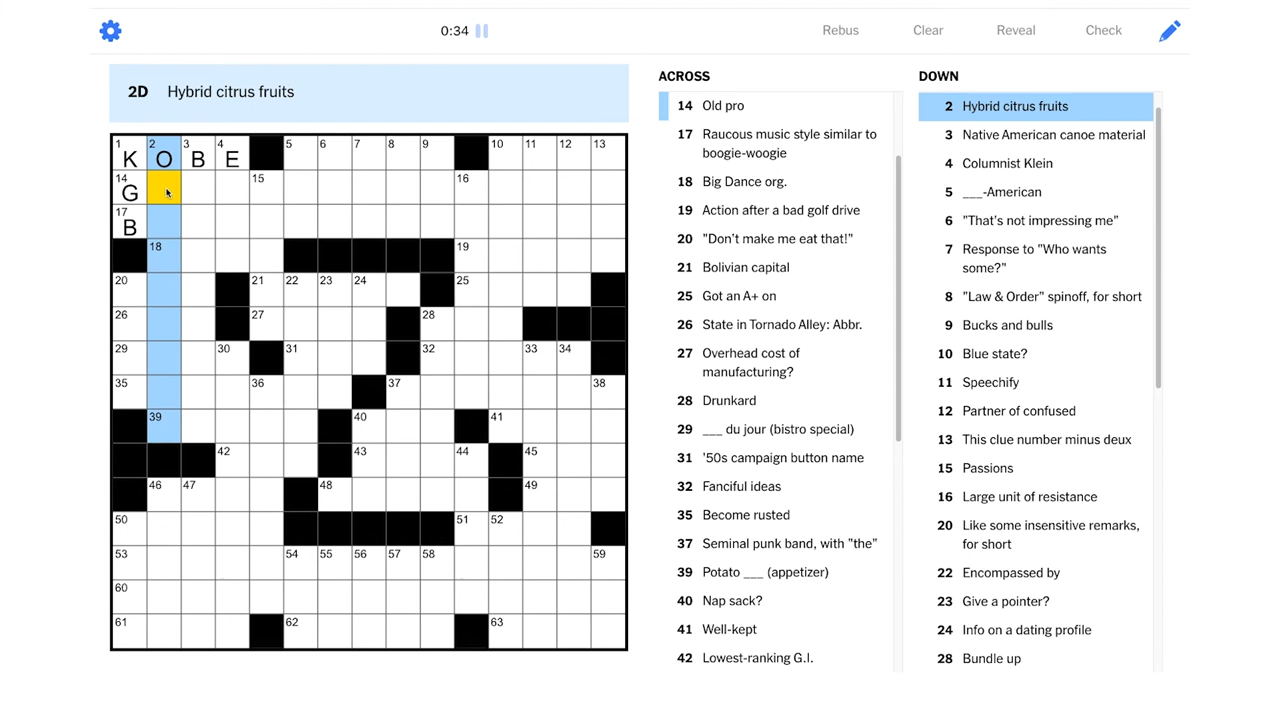 0:34
Rebus Clear Reveal Check
2D Hybrid citrus fruits
1 2 3 4 5 6 7 8 9 10 11 12 13
K O B E
14 15 16
G
17
B
18 19
20 21 22 23 24 25
26 27 28
29 30 31 32 33 34
35 36 37 38
39 40 41
42 43 44 45
46 47 48 49
50 51 52
53 54 55 56 57 58 59
60
61 62 63
ACROSS
14 Old pro
17 Raucous music style similar to
boogie-woogie
18 Big Dance org.
19 Action after a bad golf drive
20 "Don't make me eat that!"
21 Bolivian capital
25 Got an A+ on
26 State in Tornado Alley: Abbr.
27 Overhead cost of
manufacturing?
28 Drunkard
29 ___ du jour (bistro special)
31 '50s campaign button name
32 Fanciful ideas
35 Become rusted
37 Seminal punk band, with "the"
39 Potato ___ (appetizer)
40 Nap sack?
41 Well-kept
42 Lowest-ranking G.I.
DOWN
2 Hybrid citrus fruits
3 Native American canoe material
4 Columnist Klein
5 ___-American
6 "That's not impressing me"
7 Response to "Who wants
some?"
8 "Law & Order" spinoff, for short
9 Bucks and bulls
10 Blue state?
11 Speechify
12 Partner of confused
13 This clue number minus deux
15 Passions
16 Large unit of resistance
20 Like some insensitive remarks,
for short
22 Encompassed by
23 Give a pointer?
24 Info on a dating profile
28 Bundle up